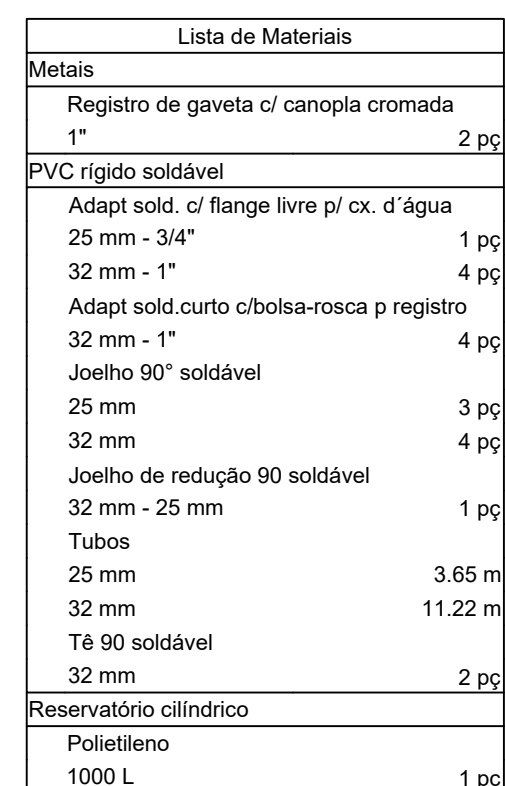 Lista de Materiais
Metais
Registro de gaveta c/ canopla cromada
1" 2 pç
PVC rígido soldável
Adapt sold. c/ flange livre p/ cx. d´água
25 mm - 3/4" 1 pç
32 mm - 1" 4 pç
Adapt sold.curto c/bolsa-rosca p registro
32 mm - 1" 4 pç
Joelho 90° soldável
25 mm 3 pç
32 mm 4 pç
Joelho de redução 90 soldável
32 mm - 25 mm 1 pç
Tubos
25 mm 3.65 m
32 mm 11.22 m
Tê 90 soldável
32 mm 2 pç
Reservatório cilíndrico
Polietileno
1000 L 1 pç